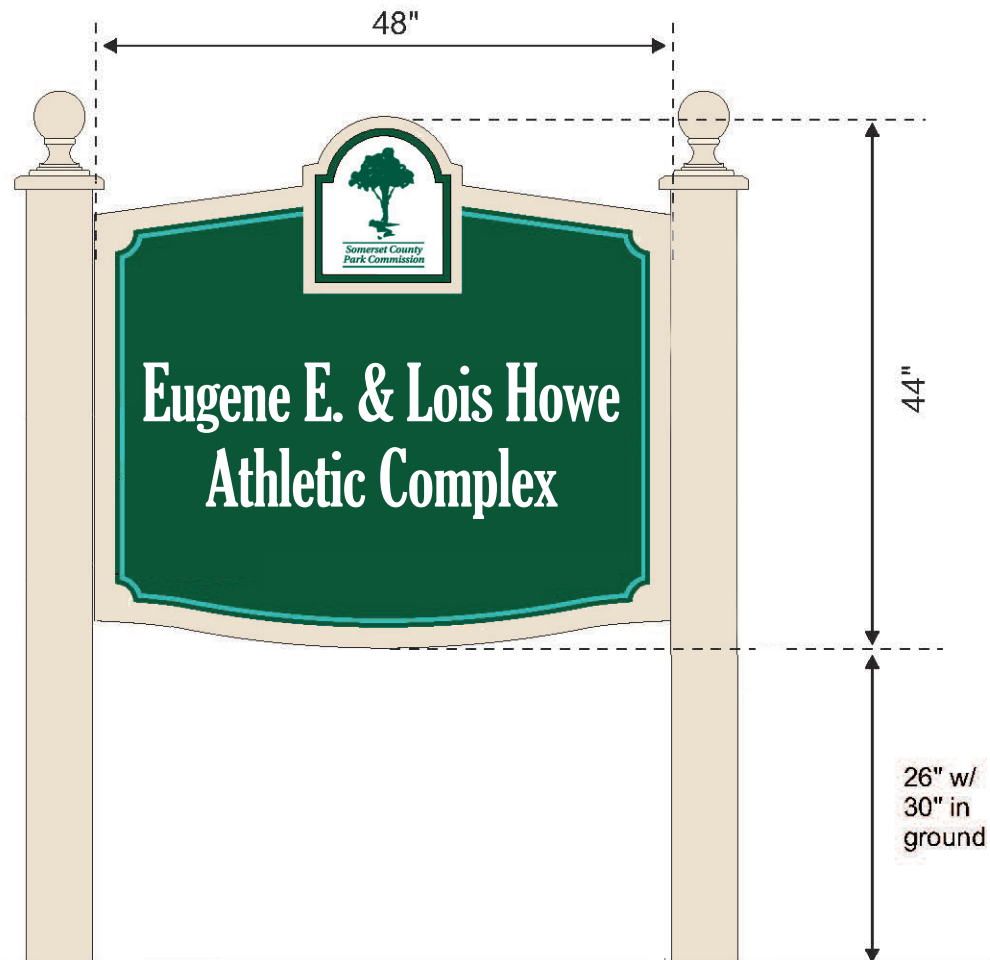 48"
Somerset County
Park Commission
Eugene E. & Lois Howe
Athletic Complex
44"
26" w/
30" in
ground